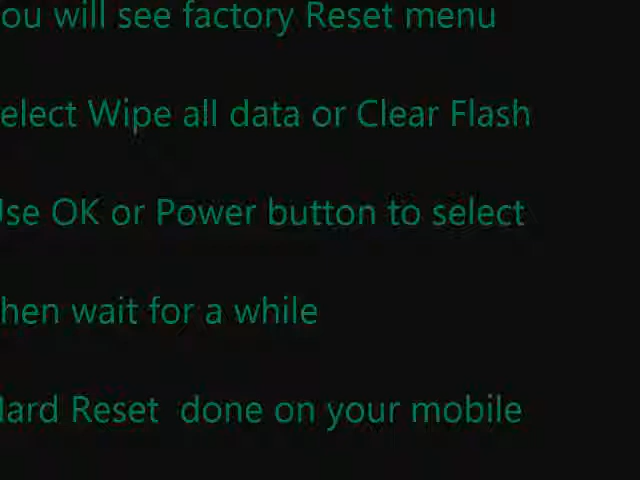 ou will see factory Reset menu
elect Wipe all data or Clear Flash
Use OK or Power button to select
hen wait for a while
Hard Reset done on your mobile